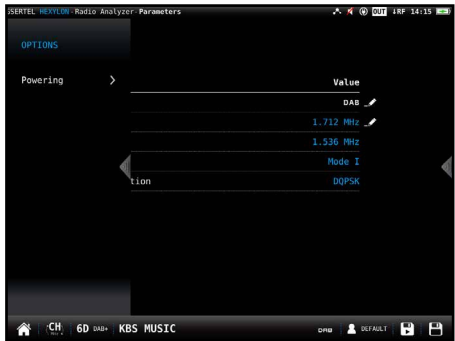 SERTEL HEXYLON·Radio Analyzer·Parameters OUT ↓RF 14:15
OPTIONS
Powering >
Value
DAB
1.712 MHz
1.536 MHz
Mode I
tion DQPSK
CH 6D DAB+ KBS MUSIC DAB DEFAULT